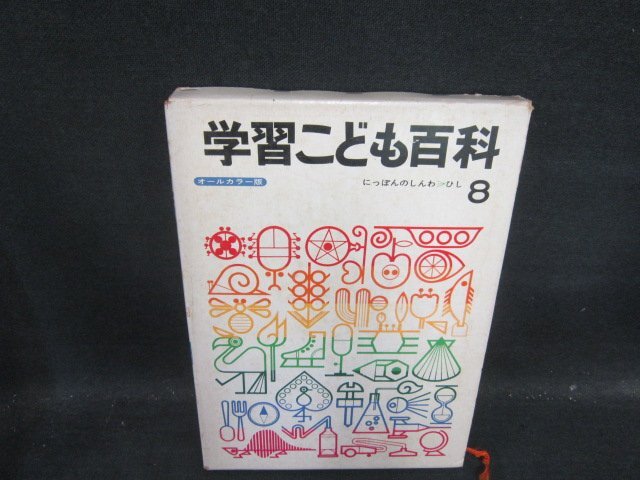 学習こども百科
オールカラー版
にっぽんのしんわ>ひし 8